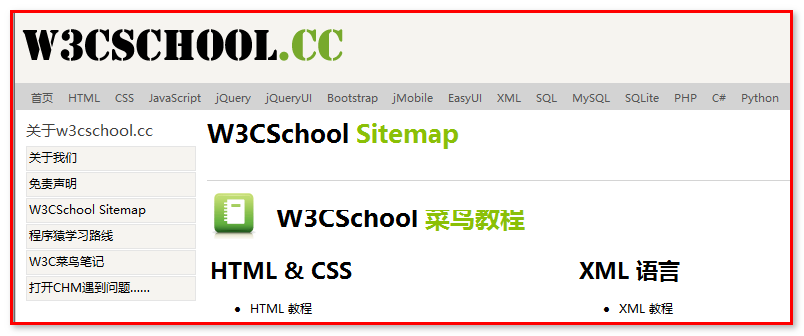 W3CSCHOOL.CC
首页 HTML CSS JavaScript jQuery jQueryUI Bootstrap jMobile EasyUI XML SQL MySQL SQLite PHP C# Python
关于w3cschool.cc
关于我们
免责声明
W3CSchool Sitemap
程序猿学习路线
W3C菜鸟笔记
打开CHM遇到问题......
W3CSchool Sitemap
W3CSchool 菜鸟教程
HTML & CSS
• HTML 教程
XML 语言
• XML 教程